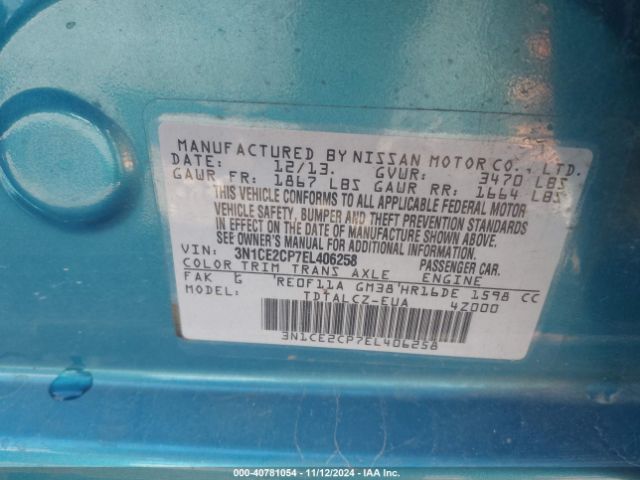 MANUFACTURED BY NISSAN MOTOR CO., LTD.
DATE: 12/13. GVWR: 3470 LBS
GAWR FR: 1867 LBS GAWR RR: 1664 LBS
THIS VEHICLE CONFORMS TO ALL APPLICABLE FEDERAL MOTOR
VEHICLE SAFETY, BUMPER AND THEFT PREVENTION STANDARDS
IN EFFECT ON THE DATE OF MANUFACTURE SHOWN ABOVE.
SEE OWNER'S MANUAL FOR ADDITIONAL INFORMATION.
VIN: 3N1CE2CP7EL406258 PASSENGER CAR.
COLOR TRIM TRANS AXLE ENGINE
FAK G RE0F11A GM38 HR16DE 1598 CC
MODEL: TDTALCZ-EUA 4Z000
3N1CE2CP7EL406258
000-40781054 - 11/12/2024 - IAA Inc.